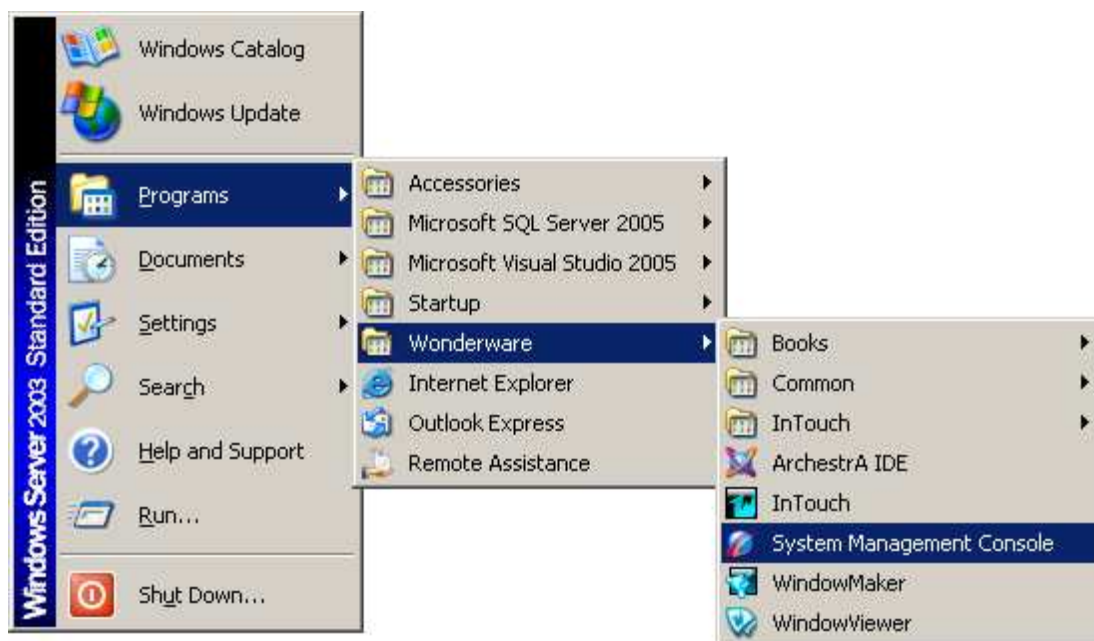 Windows Server 2003 Standard Edition
Windows Catalog
Windows Update
Programs
Documents
Settings
Search
Help and Support
Run...
Shut Down...
Accessories
Microsoft SQL Server 2005
Microsoft Visual Studio 2005
Startup
Wonderware
Internet Explorer
Outlook Express
Remote Assistance
Books
Common
InTouch
ArchestrA IDE
InTouch
System Management Console
WindowMaker
WindowViewer